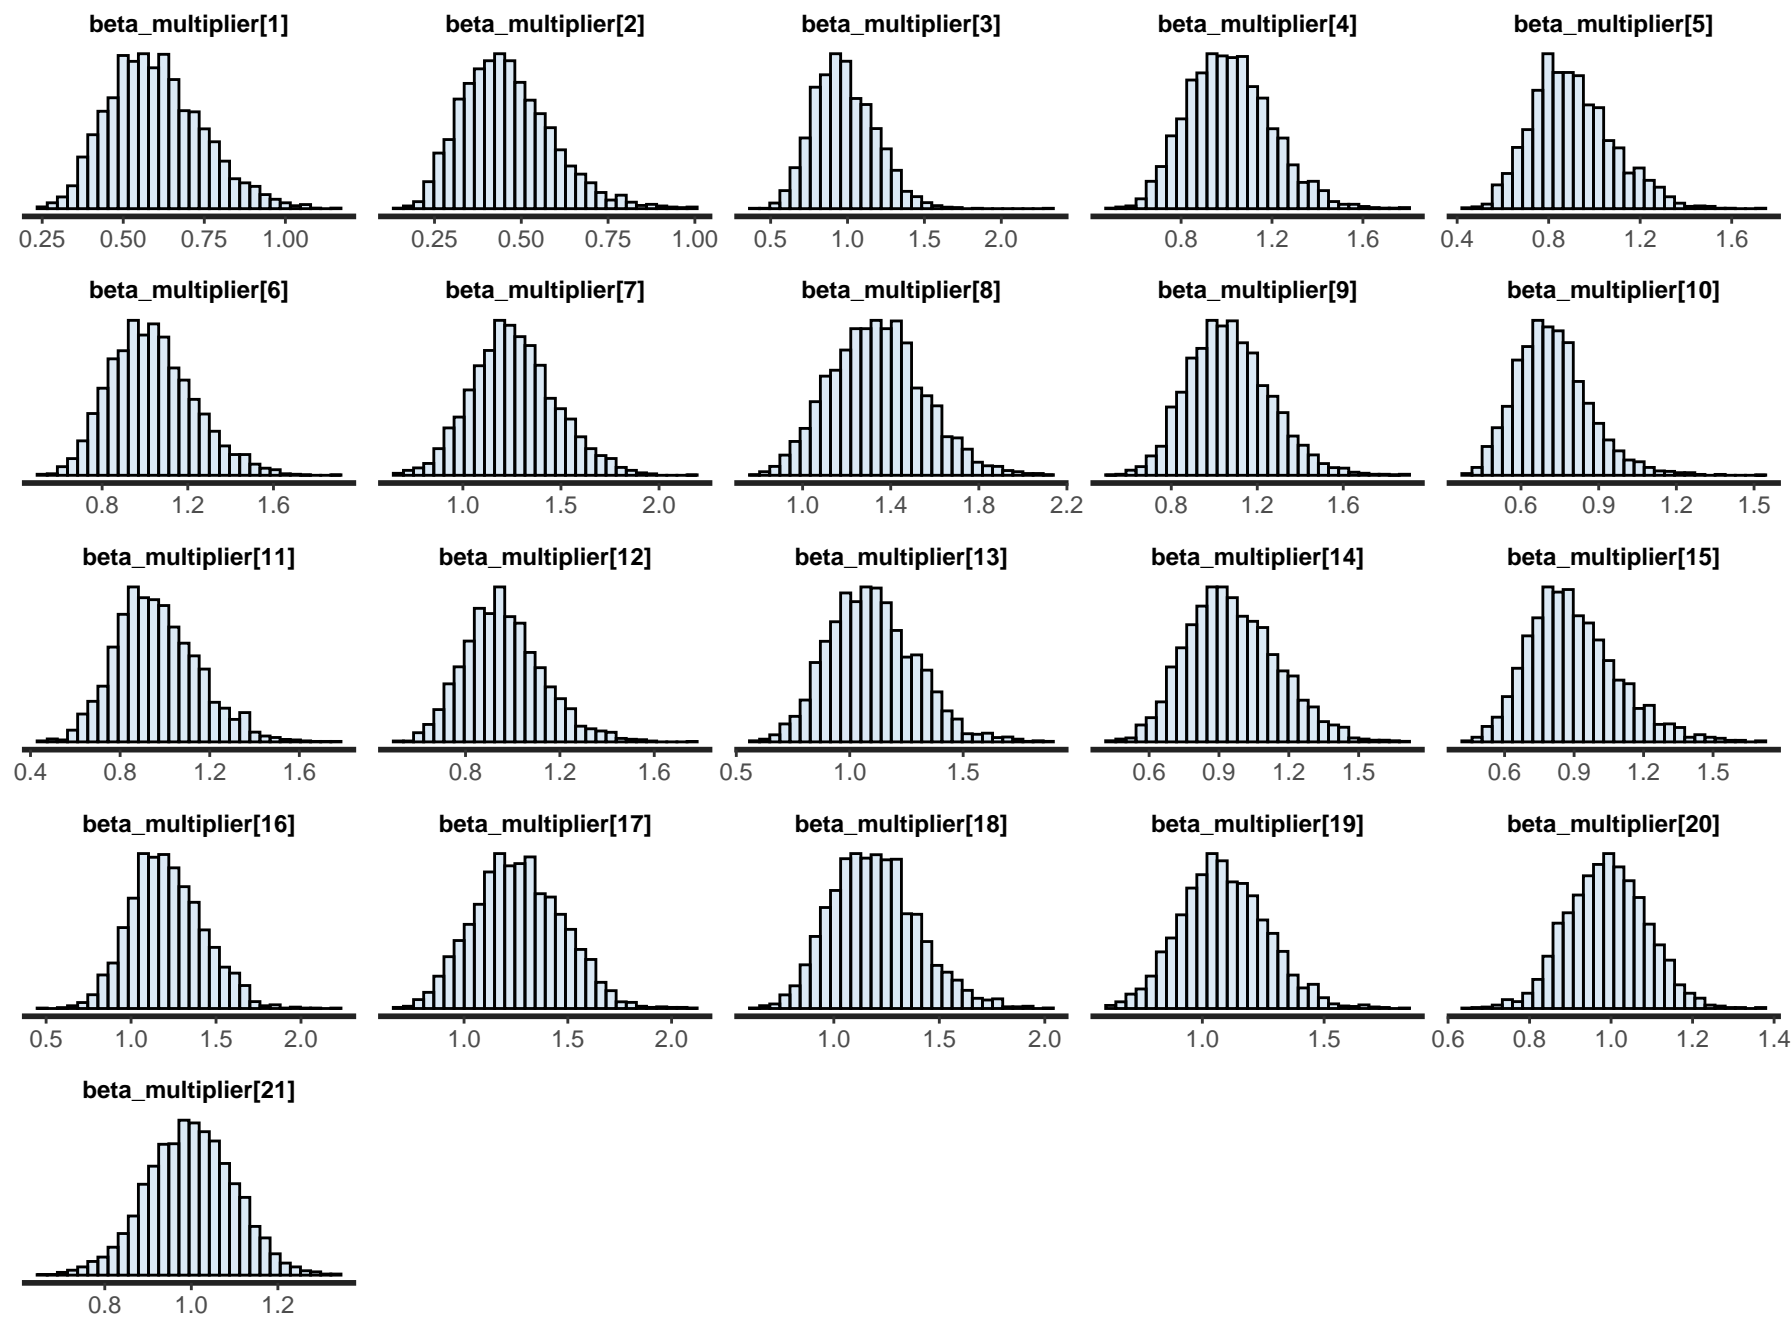 beta_multiplier[1] beta_multiplier[2] beta_multiplier[3] beta_multiplier[4] beta_multiplier[5]
0.25 0.50 0.75 1.00 0.25 0.50 0.75 1.00 0.5 1.0 1.5 2.0 0.8 1.2 1.6 0.4 0.8 1.2 1.6
beta_multiplier[6] beta_multiplier[7] beta_multiplier[8] beta_multiplier[9] beta_multiplier[10]
0.8 1.2 1.6 1.0 1.5 2.0 1.0 1.4 1.8 2.2 0.8 1.2 1.6 0.6 0.9 1.2 1.5
beta_multiplier[11] beta_multiplier[12] beta_multiplier[13] beta_multiplier[14] beta_multiplier[15]
0.4 0.8 1.2 1.6 0.8 1.2 1.6 0.5 1.0 1.5 0.6 0.9 1.2 1.5 0.6 0.9 1.2 1.5
beta_multiplier[16] beta_multiplier[17] beta_multiplier[18] beta_multiplier[19] beta_multiplier[20]
0.5 1.0 1.5 2.0 1.0 1.5 2.0 1.0 1.5 2.0 1.0 1.5 0.6 0.8 1.0 1.2 1.4
beta_multiplier[21]
0.8 1.0 1.2